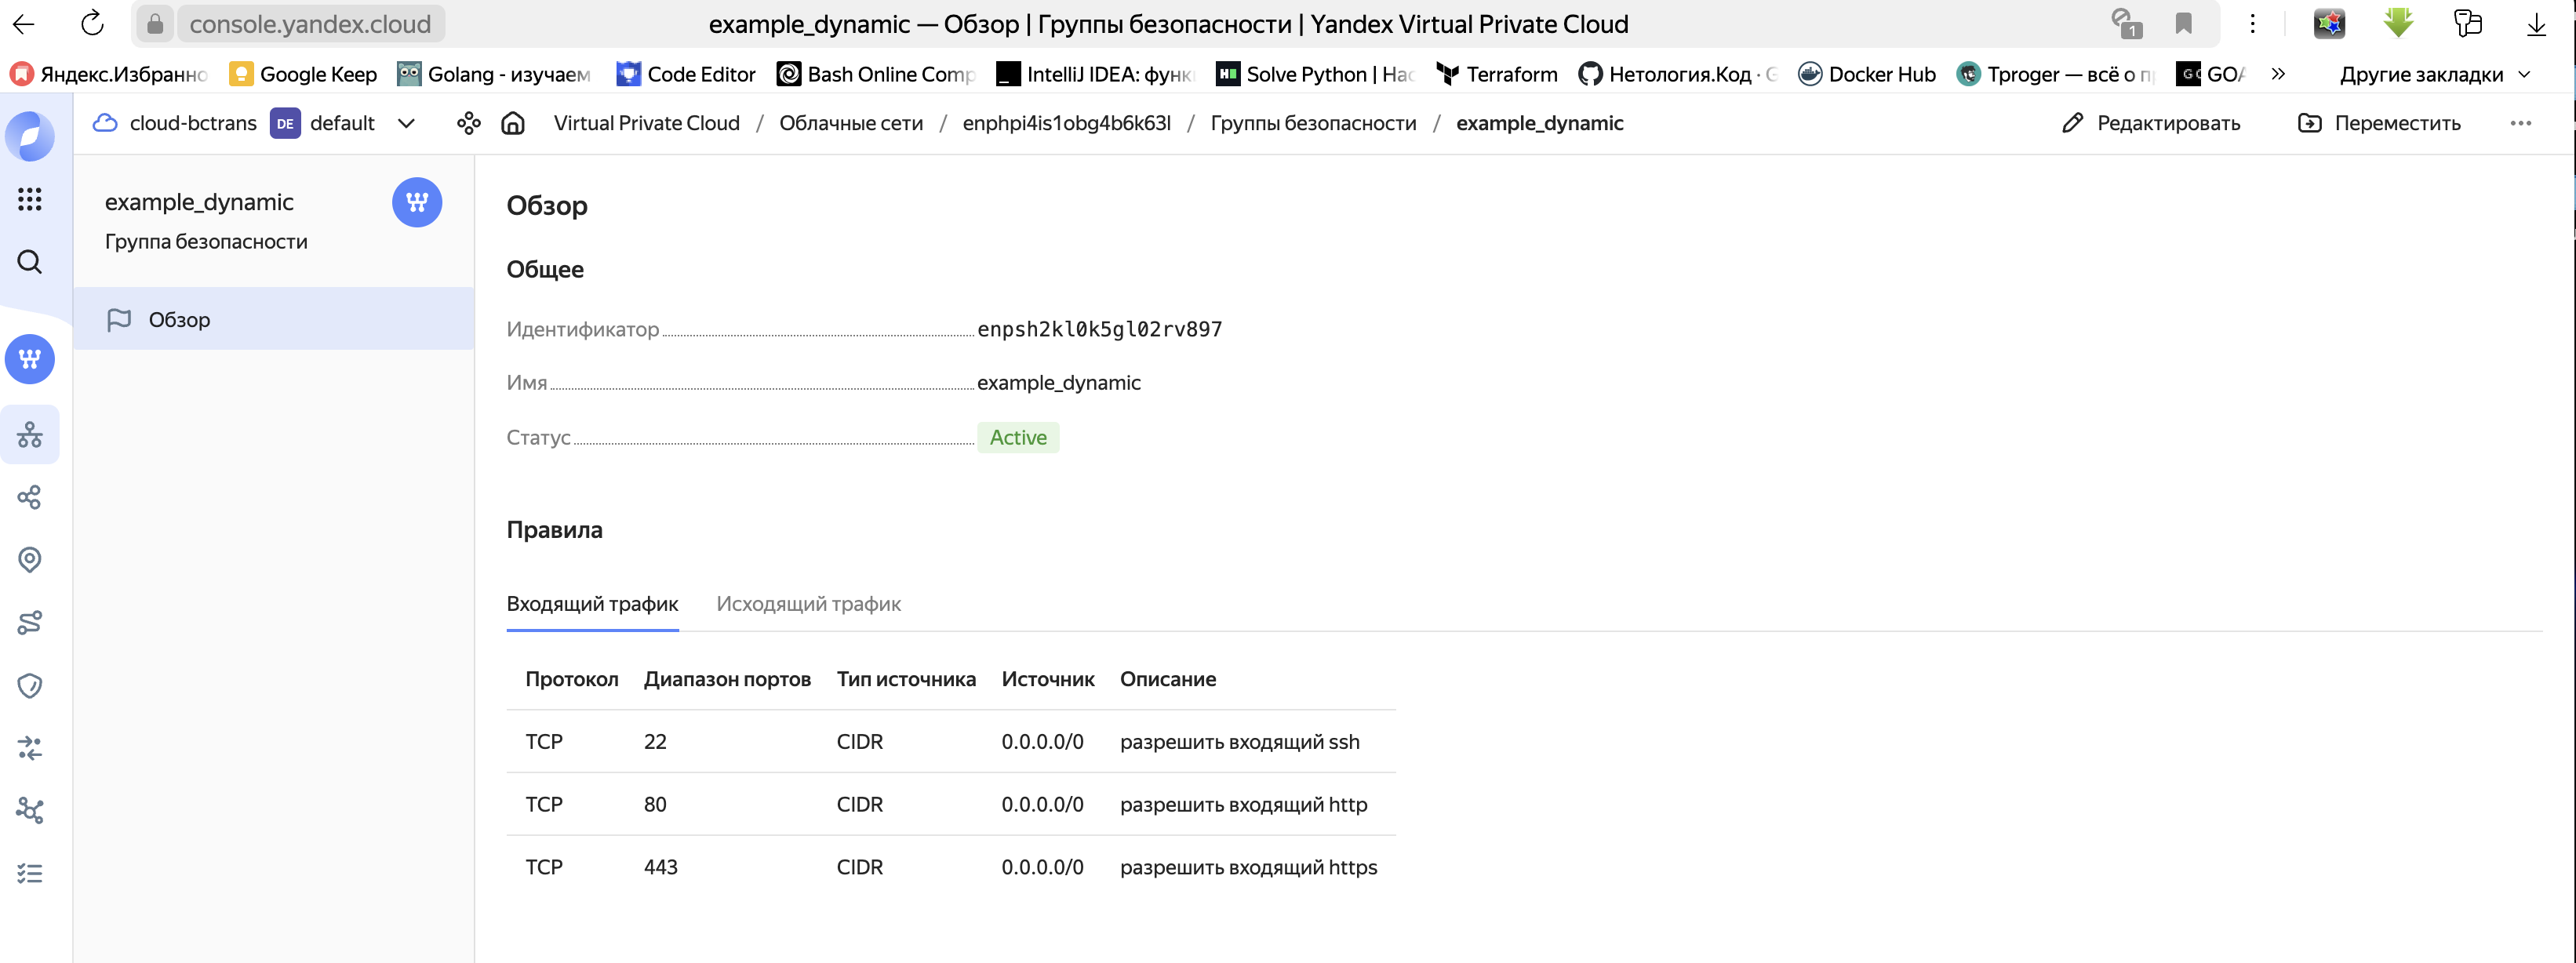 console.yandex.cloud example_dynamic — Обзор | Группы безопасности | Yandex Virtual Private Cloud 1
Яндекс.Избранно Google Keep Golang - изучаем Code Editor Bash Online Comp IntelliJ IDEA: функ Solve Python | Hac Terraform Нетология.Код · G Docker Hub Tproger — всё о п GOA » Другие закладки
cloud-bctrans DE default Virtual Private Cloud / Облачные сети / enphpi4is1obg4b6k63l / Группы безопасности / example_dynamic Редактировать Переместить
example_dynamic
Группа безопасности
Обзор
Обзор
Общее
Идентификатор enpsh2kl0k5gl02rv897
Имя example_dynamic
Статус Active
Правила
Входящий трафик Исходящий трафик
Протокол Диапазон портов Тип источника Источник Описание
TCP 22 CIDR 0.0.0.0/0 разрешить входящий ssh
TCP 80 CIDR 0.0.0.0/0 разрешить входящий http
TCP 443 CIDR 0.0.0.0/0 разрешить входящий https